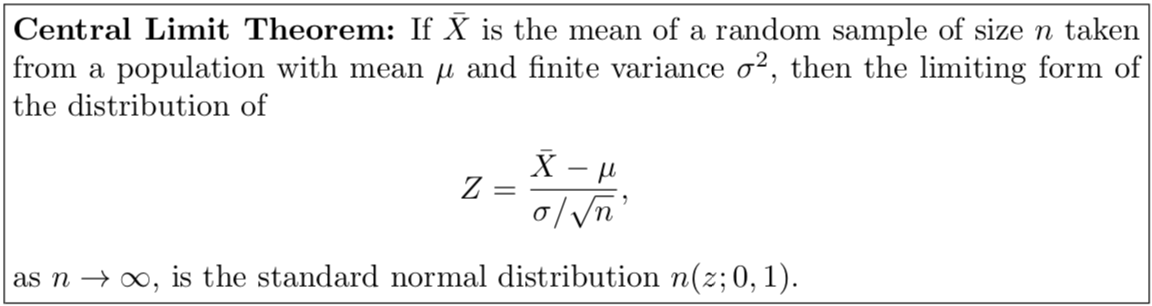 Central Limit Theorem: If X̄ is the mean of a random sample of size n taken
from a population with mean μ and finite variance σ², then the limiting form of
the distribution of
Z = (X̄ − μ) / (σ/√n),
as n → ∞, is the standard normal distribution n(z; 0, 1).